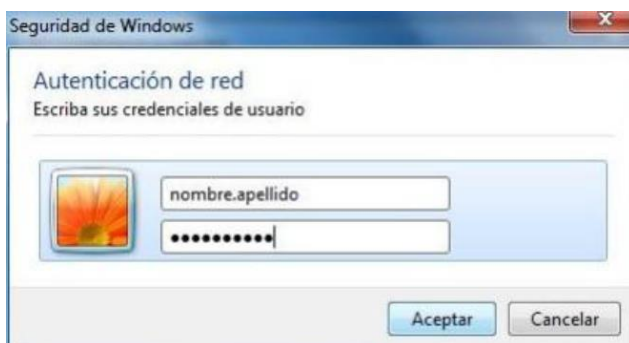 Seguridad de Windows
Autenticación de red
Escriba sus credenciales de usuario
nombre.apellido
••••••••••
Aceptar Cancelar